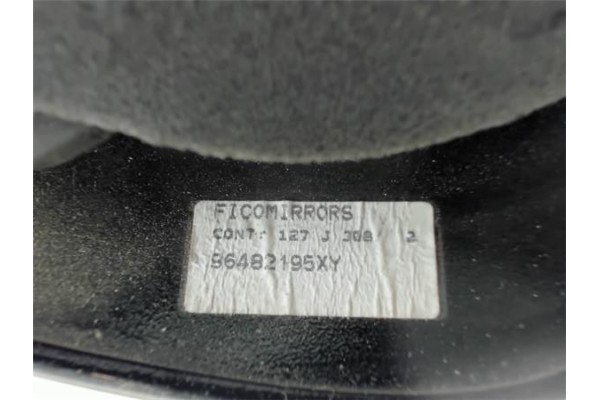 FICOMIRRORS
CONT: 127 J 308 2
96482195XY